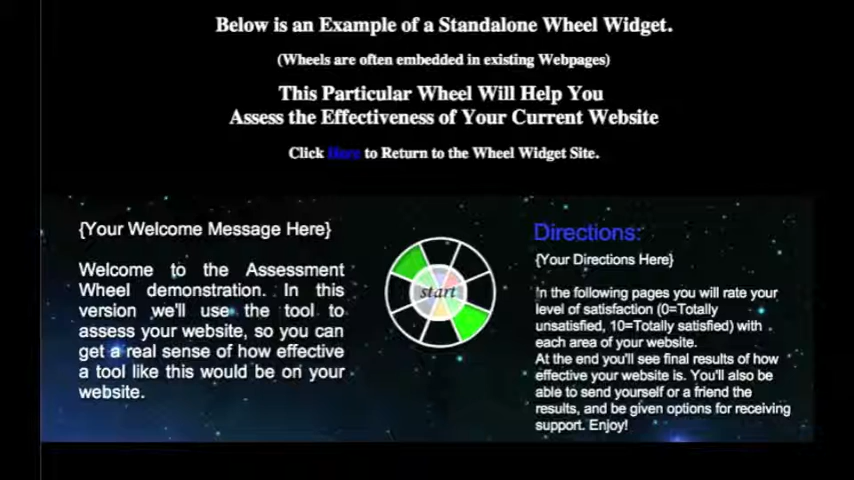 Below is an Example of a Standalone Wheel Widget.
(Wheels are often embedded in existing Webpages)
This Particular Wheel Will Help You
Assess the Effectiveness of Your Current Website
Click Here to Return to the Wheel Widget Site.
{Your Welcome Message Here}
Welcome to the Assessment
Wheel demonstration. In this
version we'll use the tool to
assess your website, so you can
get a real sense of how effective
a tool like this would be on your
website.
start
Directions:
{Your Directions Here}
In the following pages you will rate your
level of satisfaction (0=Totally
unsatisfied, 10=Totally satisfied) with
each area of your website.
At the end you'll see final results of how
effective your website is. You'll also be
able to send yourself or a friend the
results, and be given options for receiving
support. Enjoy!